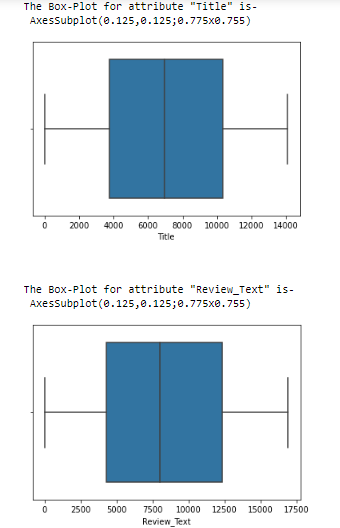 The Box-Plot for attribute "Title" is-
AxesSubplot(0.125,0.125;0.775x0.755)
0 2000 4000 6000 8000 10000 12000 14000
Title
The Box-Plot for attribute "Review_Text" is-
AxesSubplot(0.125,0.125;0.775x0.755)
0 2500 5000 7500 10000 12500 15000 17500
Review_Text